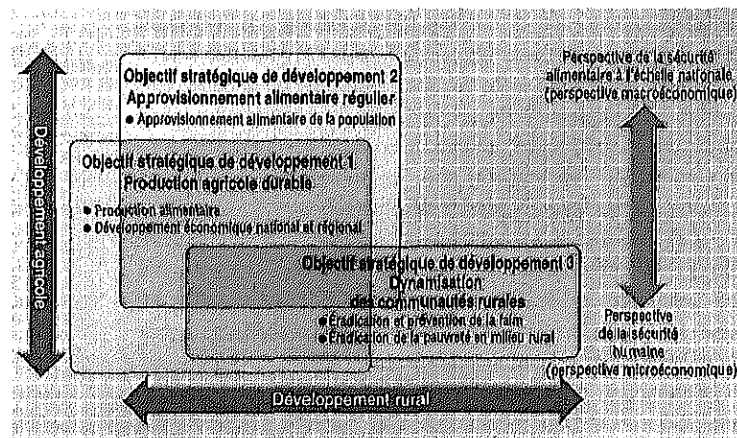 Développement agricole
Objectif stratégique de développement 2
Approvisionnement alimentaire régulier
● Approvisionnement alimentaire de la population
Objectif stratégique de développement 1
Production agricole durable
● Production alimentaire
● Développement économique national et régional
Objectif stratégique de développement 3
Dynamisation
des communautés rurales
● Éradication et prévention de la faim
● Éradication de la pauvreté en milieu rural
Développement rural
Perspective de la sécurité
alimentaire à l'échelle nationale
(perspective macroéconomique)
Perspective
de la sécurité
humaine
(perspective microéconomique)